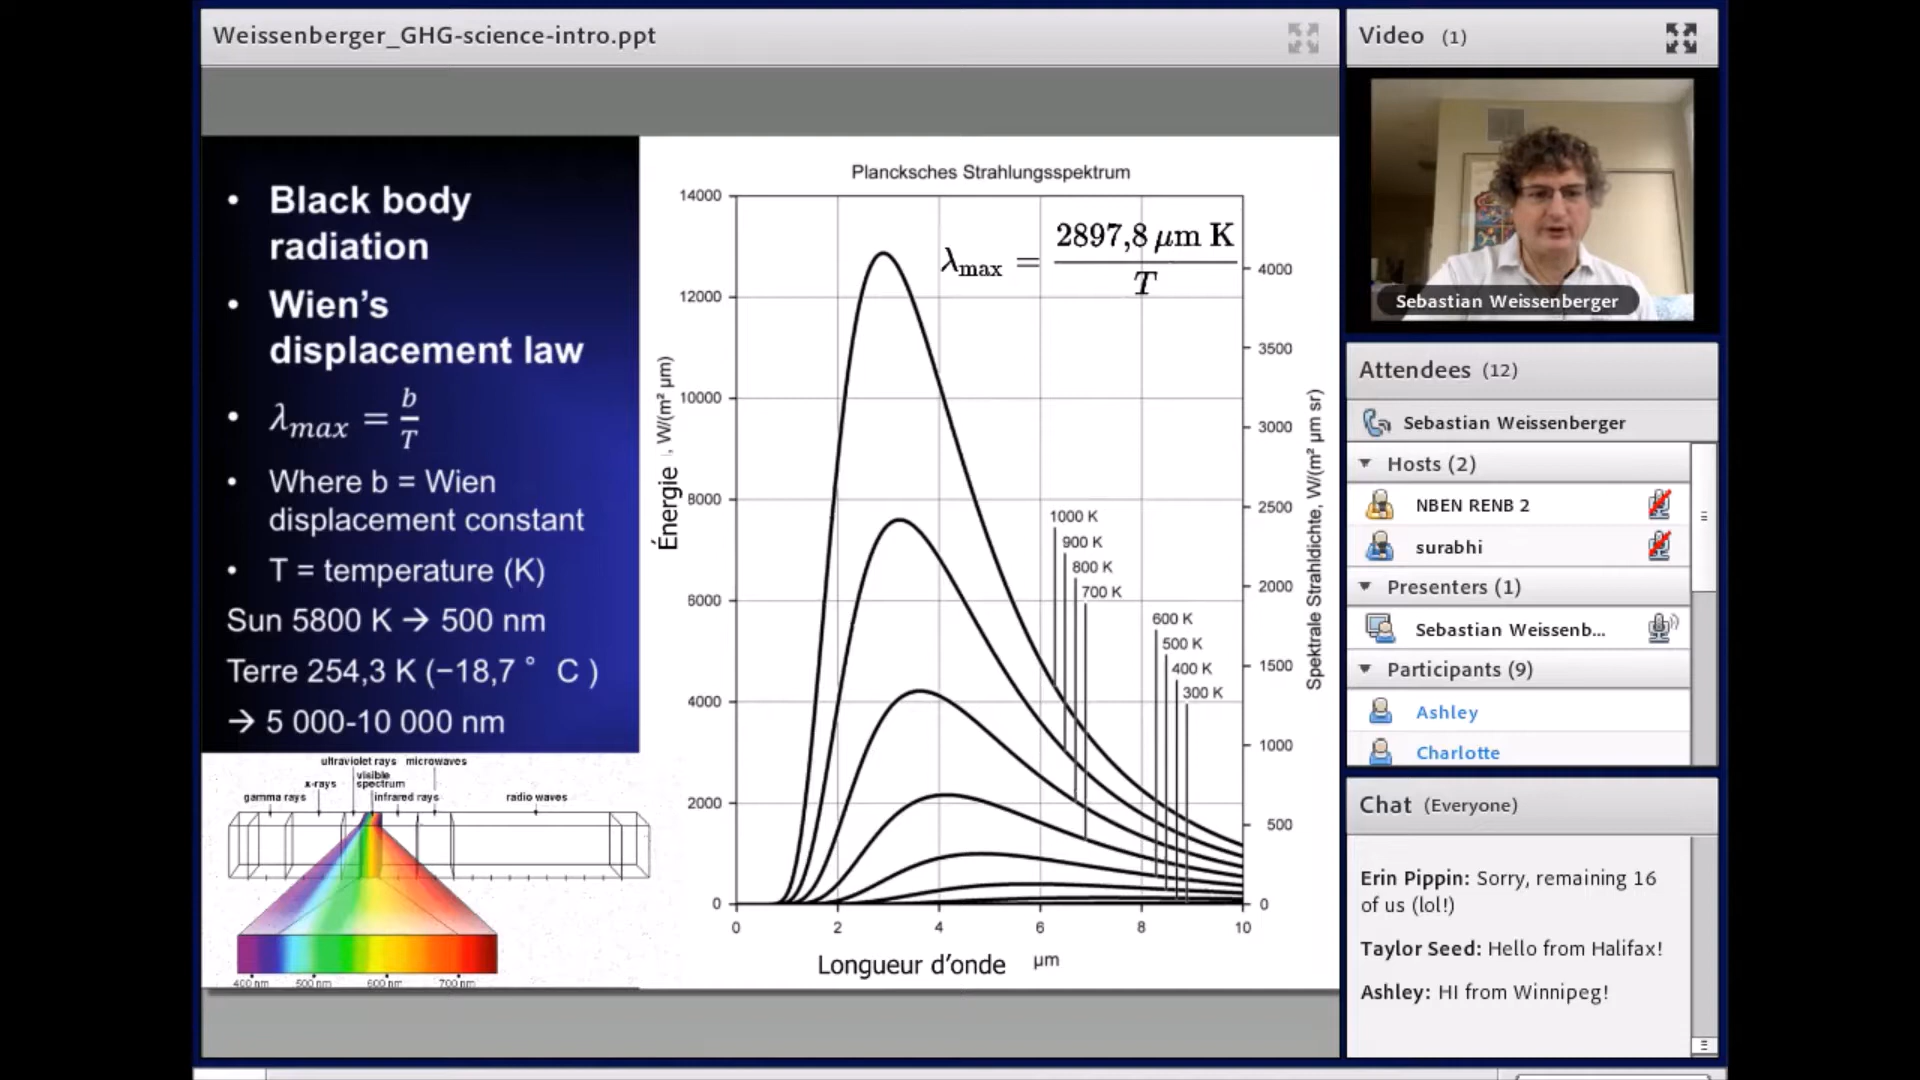 Weissenberger_GHG-science-intro.ppt
• Black body
radiation
• Wien’s
displacement law
• λmax = b/T
• Where b = Wien
displacement constant
• T = temperature (K)
Sun 5800 K → 500 nm
Terre 254,3 K (−18,7 ° C )
→ 5 000-10 000 nm
ultraviolet rays microwaves
visible
spectrum
x-rays
gamma rays infrared rays radio waves
400 nm 500 nm 600 nm 700 nm
Plancksches Strahlungsspektrum
λmax = 2897,8 μm K / T
14000
12000
10000
8000
6000
4000
2000
0
Énergie , W/(m² µm)
4000
3500
3000
2500
2000
1500
1000
500
0
Spektrale Strahldichte, W/(m² µm sr)
1000 K
900 K
800 K
700 K
600 K
500 K
400 K
300 K
0 2 4 6 8 10
Longueur d’onde µm
Video (1)
Sebastian Weissenberger
Attendees (12)
Sebastian Weissenberger
Hosts (2)
NBEN RENB 2
surabhi
Presenters (1)
Sebastian Weissenb...
Participants (9)
Ashley
Charlotte
Chat (Everyone)
Erin Pippin: Sorry, remaining 16
of us (lol!)
Taylor Seed: Hello from Halifax!
Ashley: HI from Winnipeg!